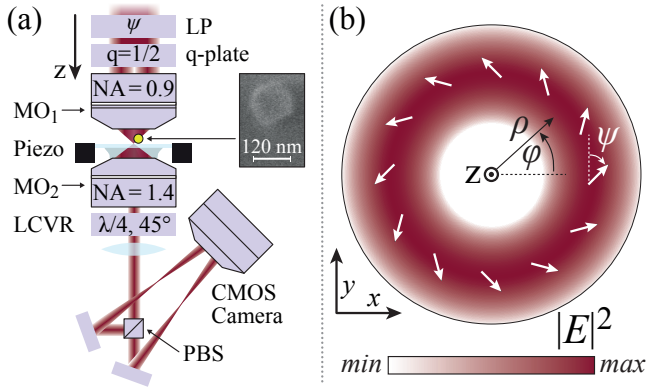 (a)
ψ
LP
q=1/2
q-plate
z
NA = 0.9
MO1
120 nm
Piezo
MO2
NA = 1.4
LCVR
λ/4, 45°
CMOS
Camera
PBS
(b)
ρ
ψ
φ
z
y
x
|E|²
min
max